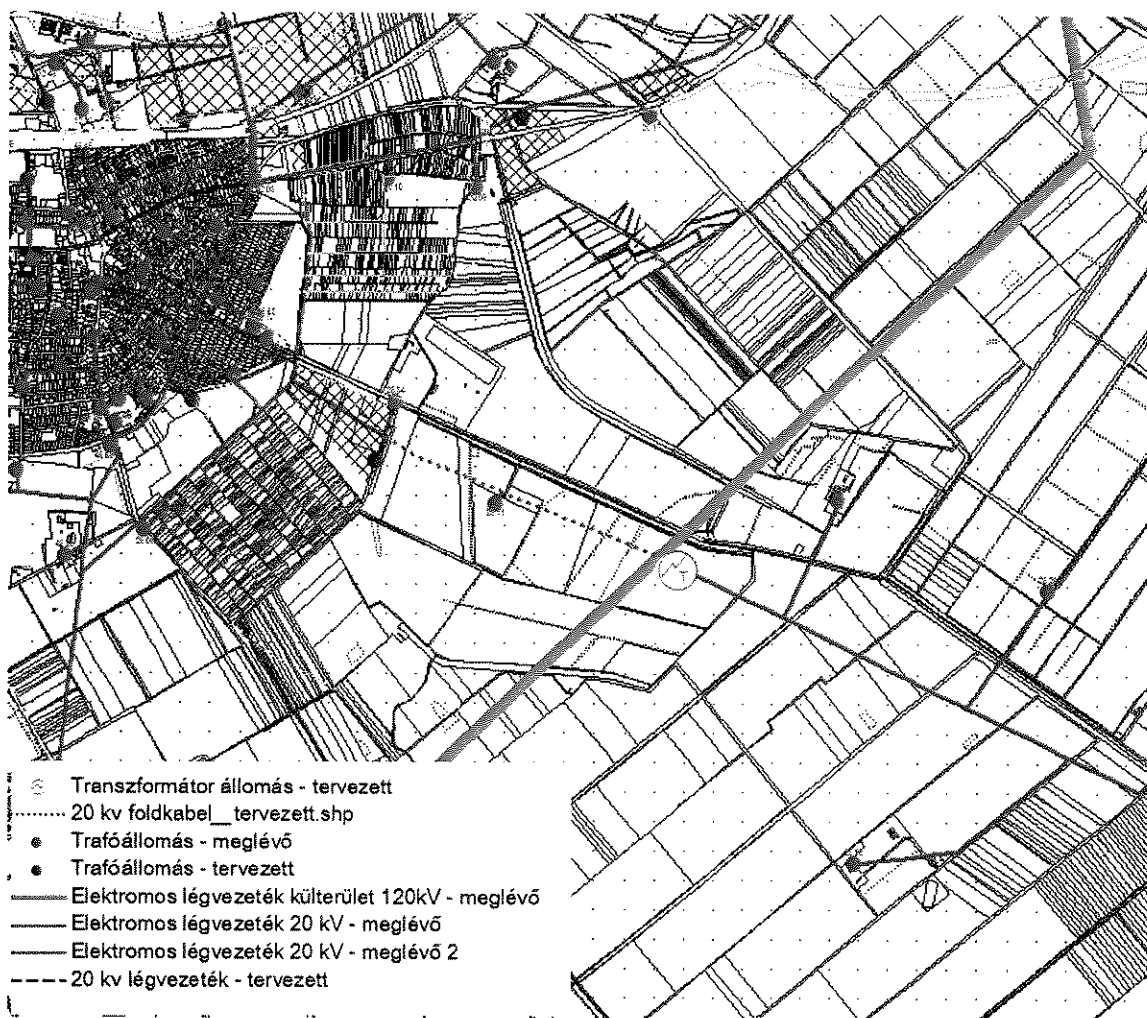 Transzformátor állomás - tervezett
20 kv foldkabel__tervezett.shp
Trafóállomás - meglévő
Trafóállomás - tervezett
Elektromos légvezeték külterület 120kV - meglévő
Elektromos légvezeték 20 kV - meglévő
Elektromos légvezeték 20 kV - meglévő 2
20 kv légvezeték - tervezett